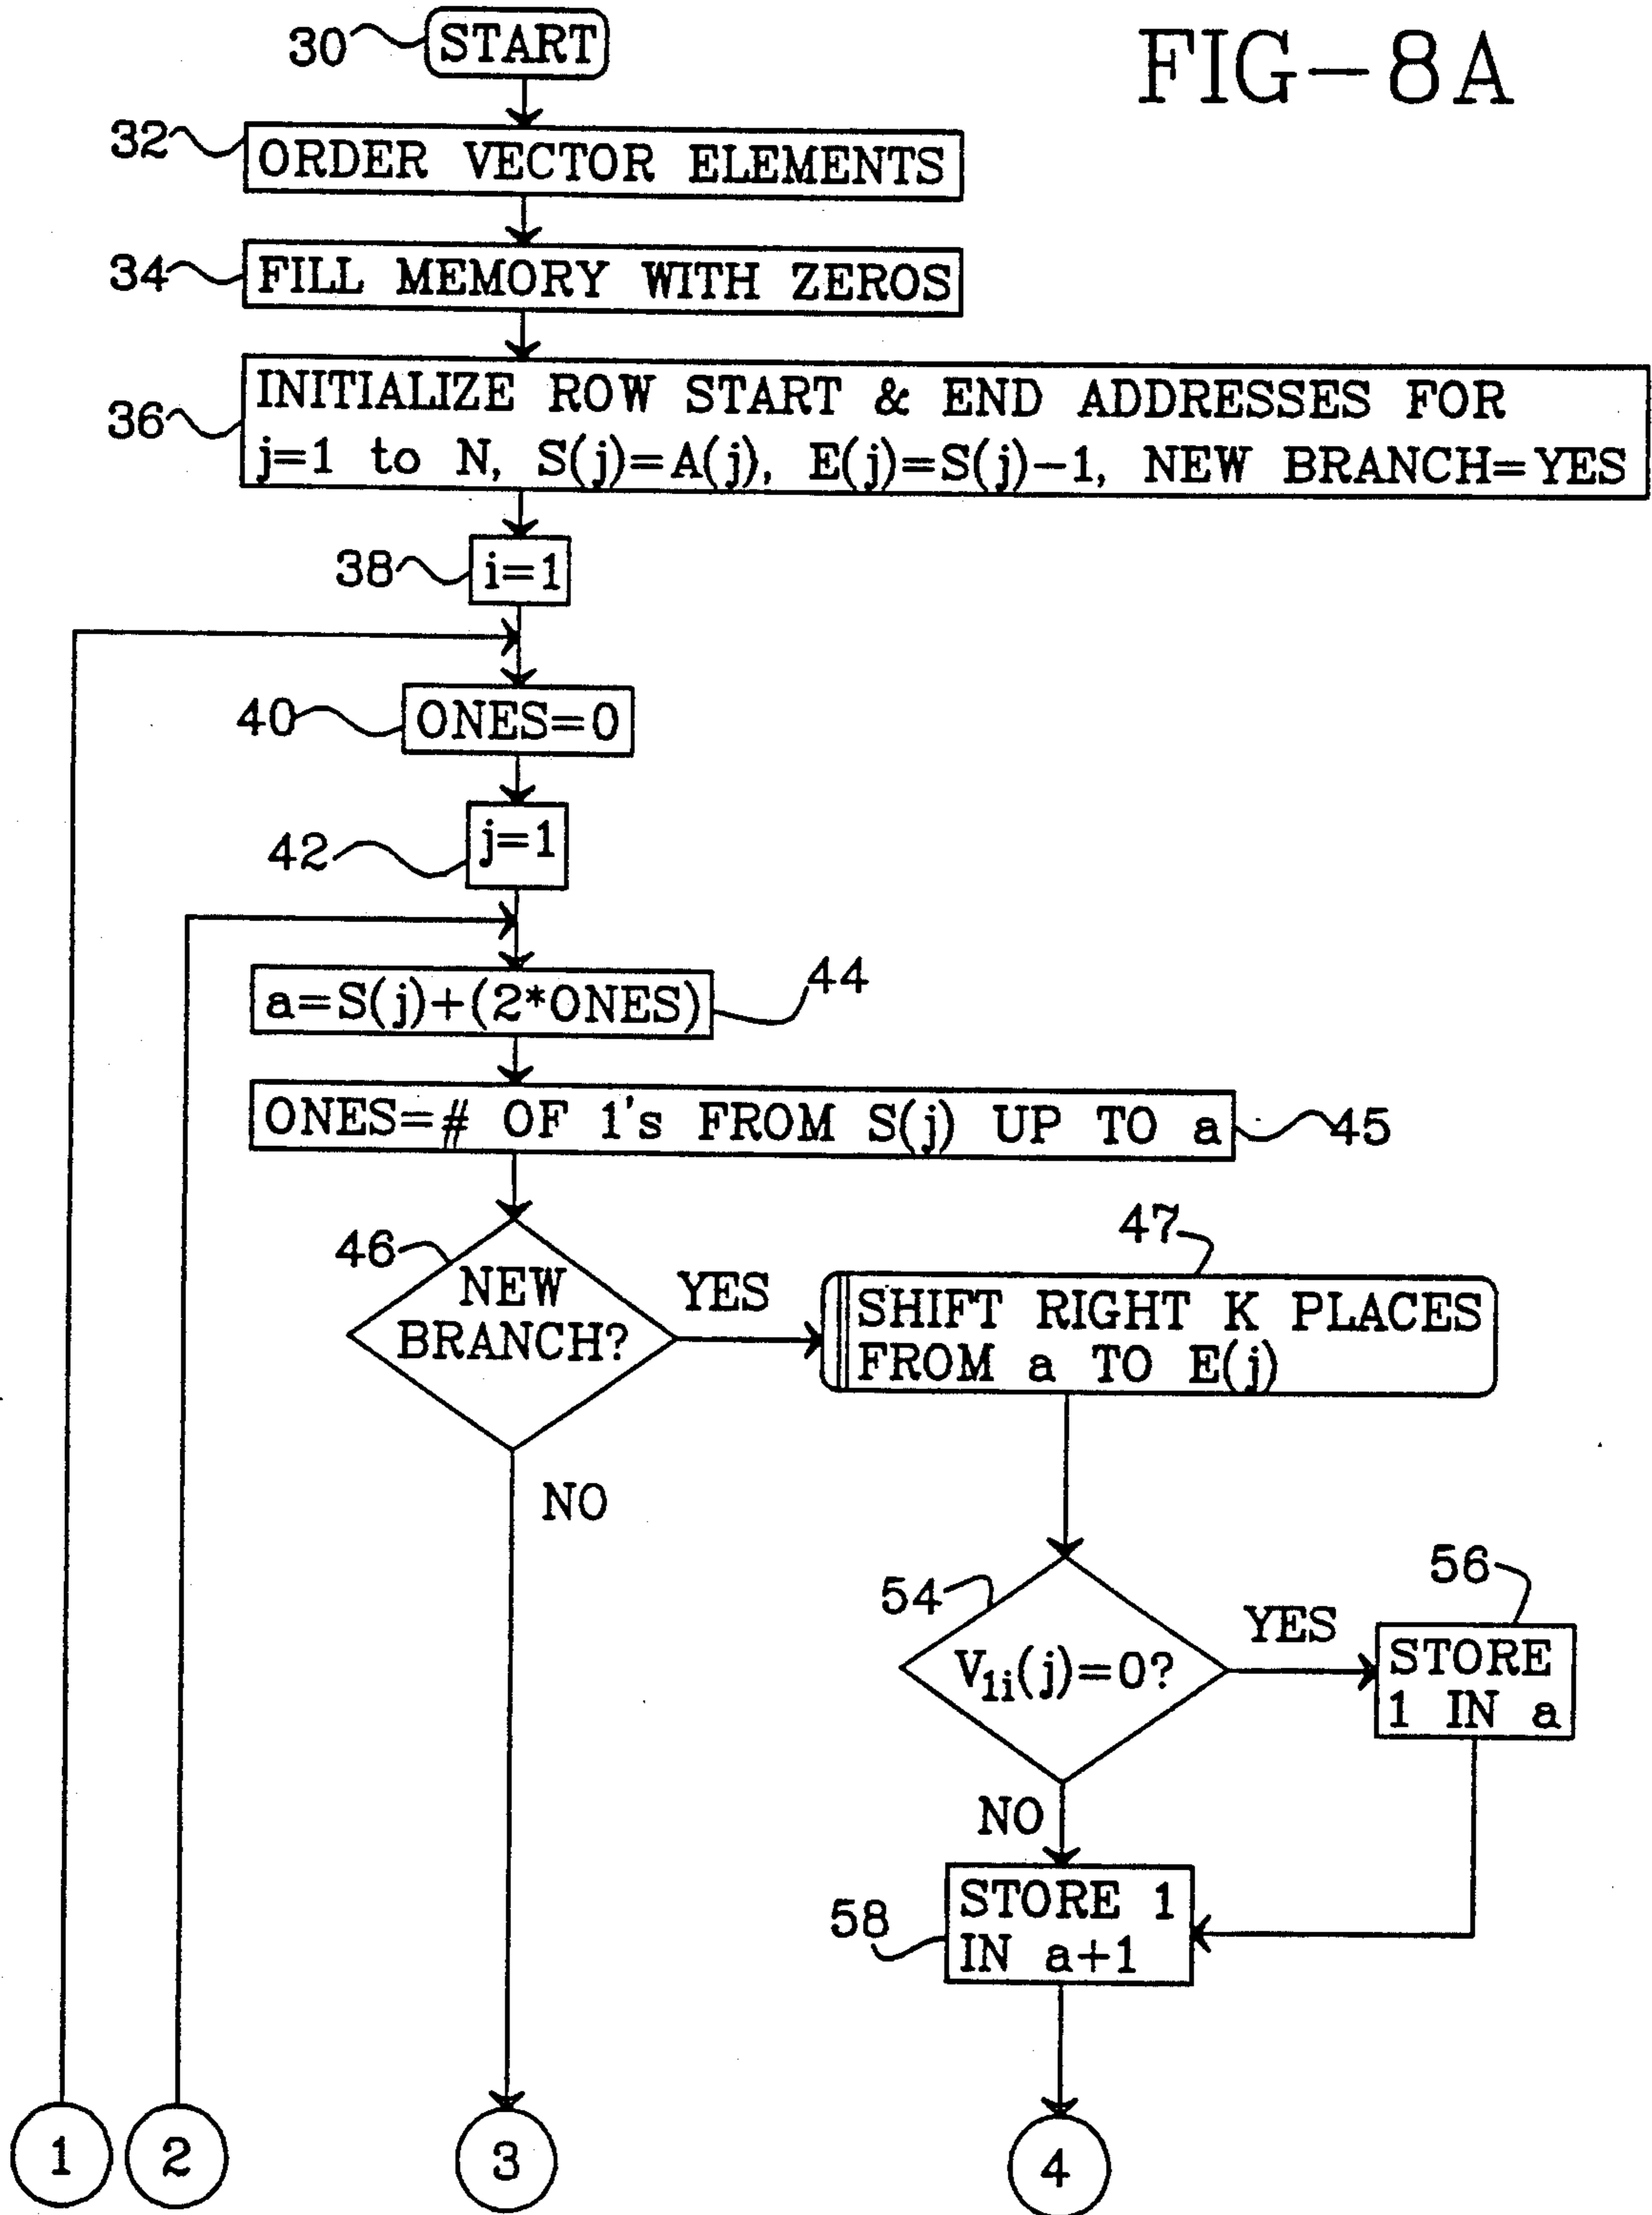 FIG-8A
30
START
32
ORDER VECTOR ELEMENTS
34
FILL MEMORY WITH ZEROS
36
INITIALIZE ROW START & END ADDRESSES FOR
j=1 to N, S(j)=A(j), E(j)=S(j)-1, NEW BRANCH=YES
38
i=1
40
ONES=0
42
j=1
a=S(j)+(2*ONES)
44
ONES=# OF 1's FROM S(j) UP TO a
45
46
NEW
BRANCH?
YES
NO
47
SHIFT RIGHT K PLACES
FROM a TO E(j)
54
V1i(j)=0?
YES
NO
56
STORE
1 IN a
58
STORE 1
IN a+1
1
2
3
4